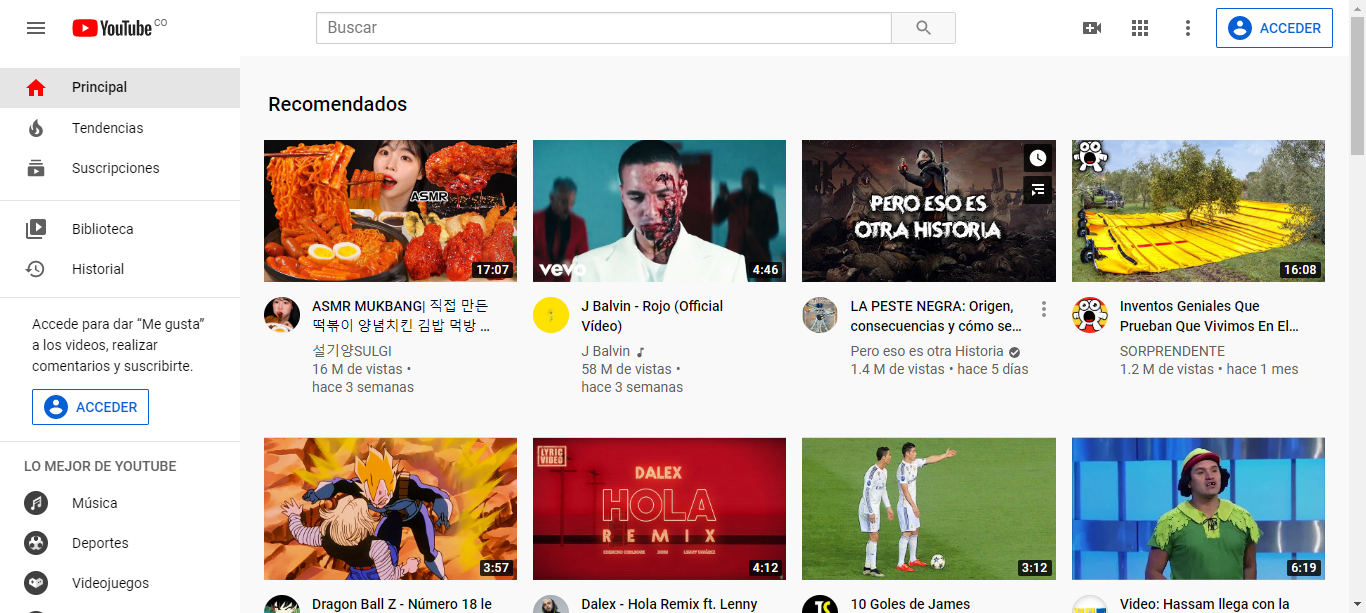 YouTube CO
Buscar
ACCEDER
Principal
Tendencias
Suscripciones
Biblioteca
Historial
Accede para dar “Me gusta”
a los videos, realizar
comentarios y suscribirte.
ACCEDER
LO MEJOR DE YOUTUBE
Música
Deportes
Videojuegos
Recomendados
ASMR
17:07
vevo
4:46
PERO ESO ES
OTRA HISTORIA
16:08
ASMR MUKBANG| 직접 만든
떡볶이 양념치킨 김밥 먹방 ...
설기양SULGI
16 M de vistas •
hace 3 semanas
J Balvin - Rojo (Official
Vídeo)
J Balvin
58 M de vistas •
hace 3 semanas
LA PESTE NEGRA: Origen,
consecuencias y cómo se...
Pero eso es otra Historia
1.4 M de vistas • hace 5 días
Inventos Geniales Que
Prueban Que Vivimos En El...
SORPRENDENTE
1.2 M de vistas • hace 1 mes
3:57
LYRIC
VIDEO
DALEX
HOLA
REMIX
4:12
3:12
6:19
Dragon Ball Z - Número 18 le
Dalex - Hola Remix ft. Lenny
10 Goles de James
Video: Hassam llega con la